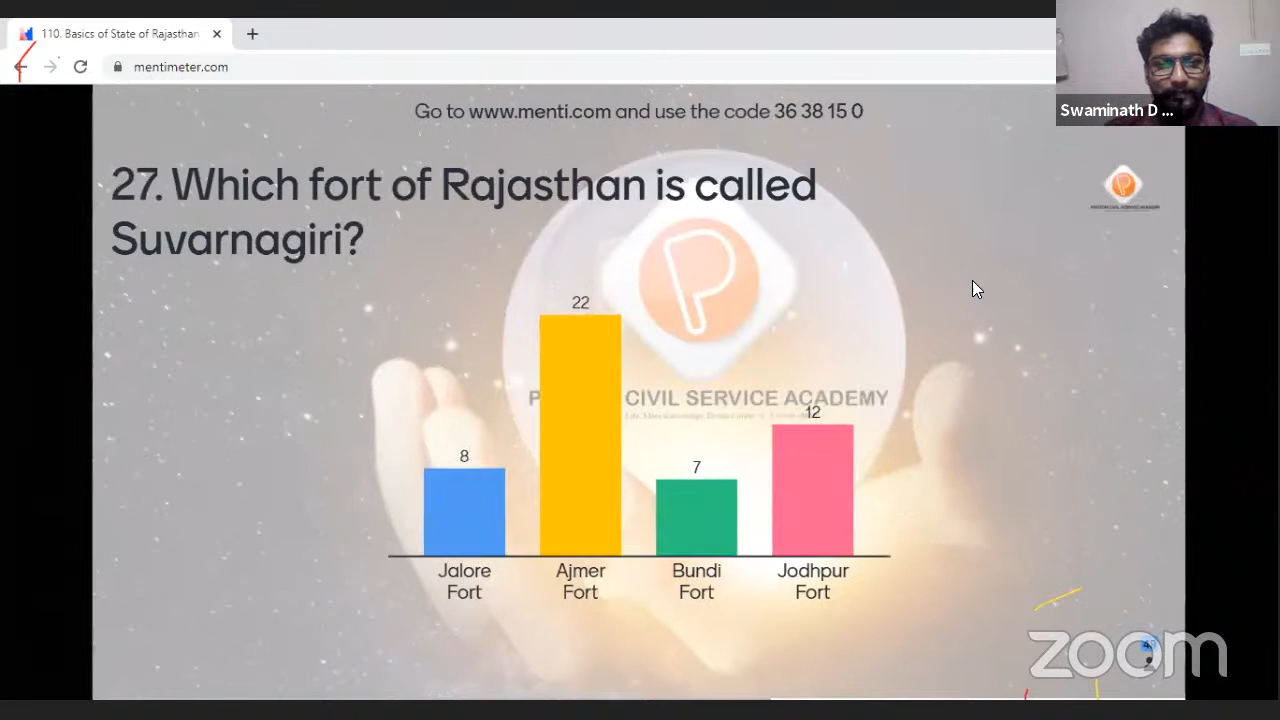 110. Basics of State of Rajasthan
mentimeter.com
Swaminath D ...
Go to www.menti.com and use the code 36 38 15 0
27. Which fort of Rajasthan is called
Suvarnagiri?
P
CIVIL SERVICE ACADEMY
8
22
7
12
Jalore
Fort
Ajmer
Fort
Bundi
Fort
Jodhpur
Fort
zoom